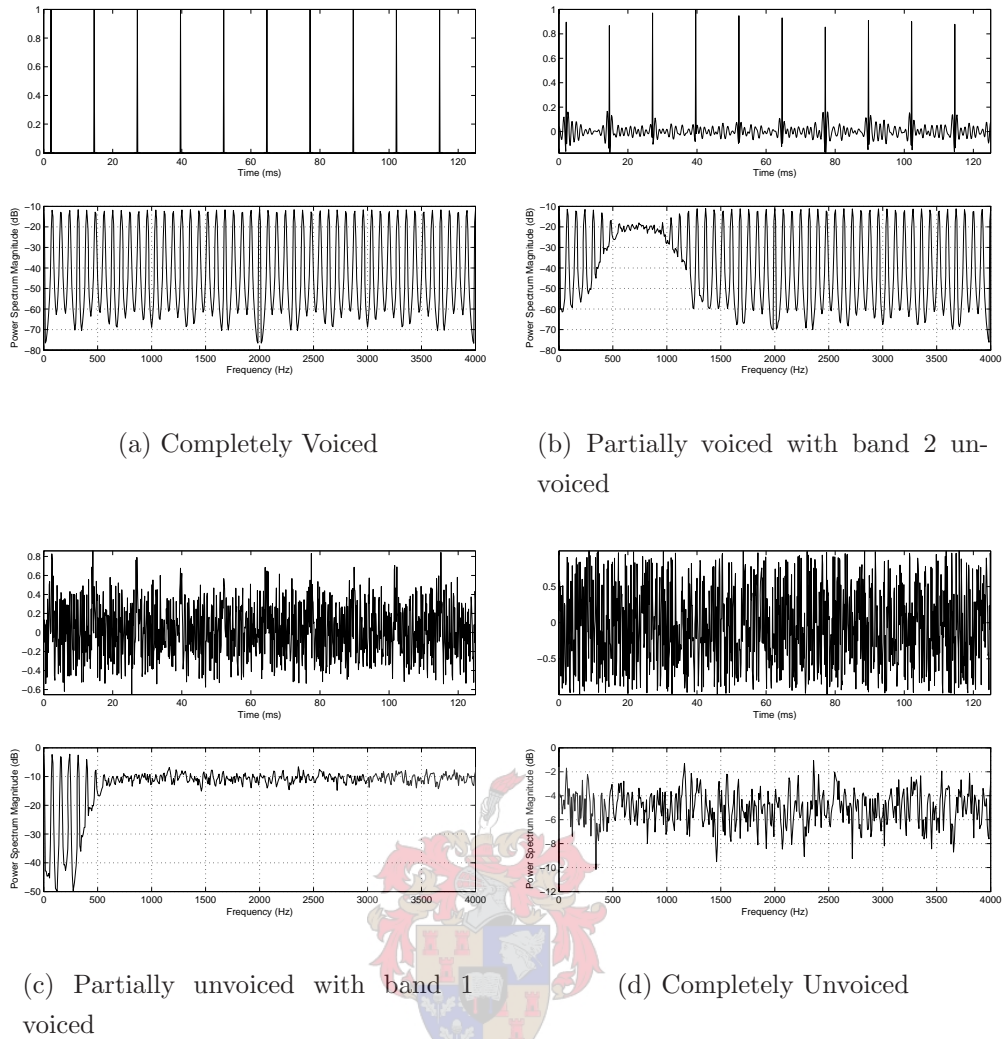 1
0.8
0.6
0.4
0.2
0
0 20 40 60 80 100 120
Time (ms)
−10
−20
−30
−40
−50
−60
−70
−80
0 500 1000 1500 2000 2500 3000 3500 4000
Power Spectrum Magnitude (dB)
Frequency (Hz)
(a) Completely Voiced
1
0.8
0.6
0.4
0.2
0
0 20 40 60 80 100 120
Time (ms)
−10
−20
−30
−40
−50
−60
−70
−80
0 500 1000 1500 2000 2500 3000 3500 4000
Power Spectrum Magnitude (dB)
Frequency (Hz)
(b) Partially voiced with band 2 un-
voiced
0.8
0.6
0.4
0.2
0
−0.2
−0.4
−0.6
0 20 40 60 80 100 120
Time (ms)
0
−10
−20
−30
−40
−50
0 500 1000 1500 2000 2500 3000 3500 4000
Power Spectrum Magnitude (dB)
Frequency (Hz)
(c) Partially unvoiced with band 1
voiced
0.5
0
−0.5
0 20 40 60 80 100 120
Time (ms)
0
−2
−4
−6
−8
−10
−12
0 500 1000 1500 2000 2500 3000 3500 4000
Power Spectrum Magnitude (dB)
Frequency (Hz)
(d) Completely Unvoiced